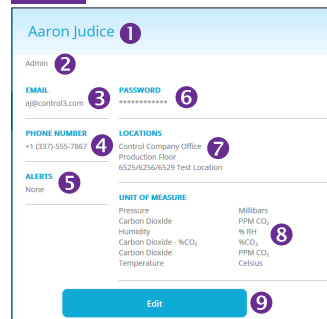 Aaron Judice 1
Admin 2
EMAIL 3
aj@control3.com
PASSWORD 6
************
PHONE NUMBER 4
+1 (337)-555-7867
LOCATIONS 7
Control Company Office
Production Floor
6525/6256/6529 Test Location
ALERTS 5
None
UNIT OF MEASURE 8
Pressure Millibars
Carbon Dioxide PPM CO₂
Humidity % RH
Carbon Dioxide - %CO₂ %CO₂
Carbon Dioxide PPM CO₂
Temperature Celsius
Edit 9